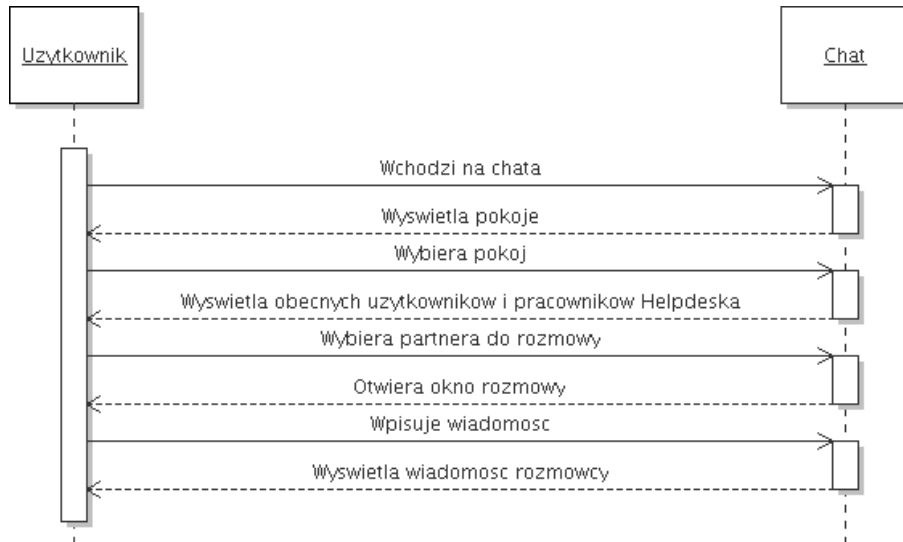 Uzytkownik
Chat
Wchodzi na chata
Wyswietla pokoje
Wybiera pokoj
Wyswietla obecnych uzytkownikow i pracownikow Helpdeska
Wybiera partnera do rozmowy
Otwiera okno rozmowy
Wpisuje wiadomosc
Wyswietla wiadomosc rozmowcy